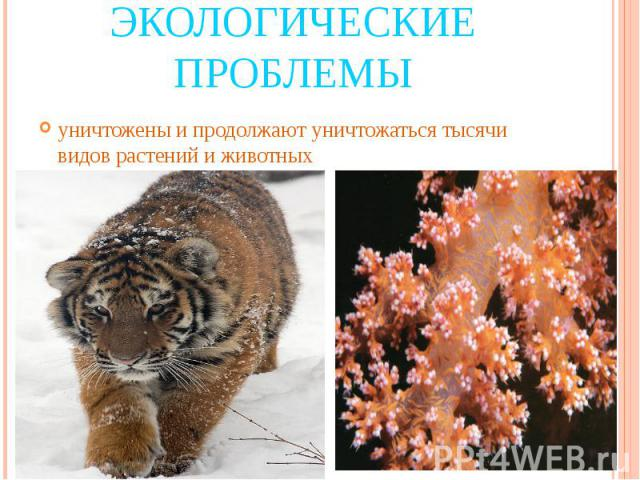 ЭКОЛОГИЧЕСКИЕ
ПРОБЛЕМЫ
уничтожены и продолжают уничтожаться тысячи
видов растений и животных
PPt4WEB.ru